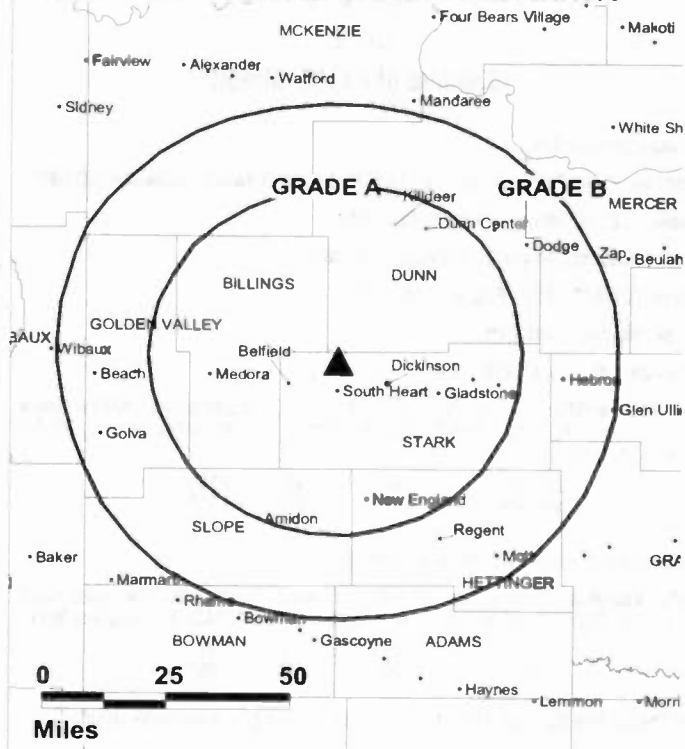 Four Bears Village
Makoti
MCKENZIE
Fairview
Alexander
Watford
Sidney
Mandaree
White Sh
GRADE A
Killdeer
GRADE B
MERCER
Dunn Center
Dodge
Zap
Beulah
BILLINGS
DUNN
GOLDEN VALLEY
BAUX
Wibaux
Belfield
Dickinson
Beach
Medora
South Heart
Gladstone
Hebron
Glen Ulli
Golva
STARK
New England
Amidon
SLOPE
Regent
Baker
Mott
GRA
Marmarth
HETTINGER
Rhame
Bowman
BOWMAN
Gascoyne
ADAMS
0 25 50
Haynes
Lemmon
Morri
Miles